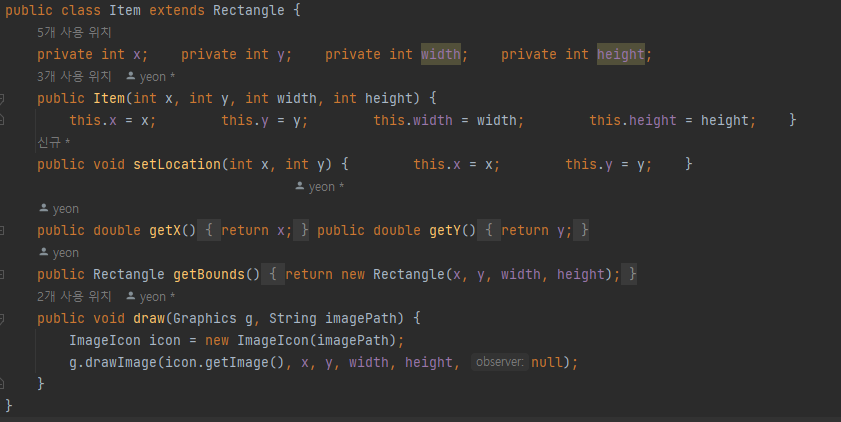 public class Item extends Rectangle {
5개 사용 위치
private int x;    private int y;    private int width;    private int height;
3개 사용 위치    yeon *
public Item(int x, int y, int width, int height) {
this.x = x;        this.y = y;        this.width = width;        this.height = height;    }
신규 *
public void setLocation(int x, int y) {        this.x = x;        this.y = y;    }
yeon *
yeon
public double getX() { return x; } public double getY() { return y; }
yeon
public Rectangle getBounds() { return new Rectangle(x, y, width, height); }
2개 사용 위치    yeon *
public void draw(Graphics g, String imagePath) {
ImageIcon icon = new ImageIcon(imagePath);
g.drawImage(icon.getImage(), x, y, width, height, observer: null);
}
}